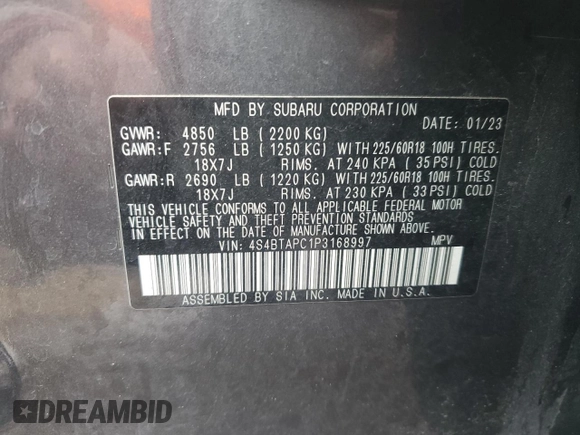 MFD BY SUBARU CORPORATION
DATE: 01/23
GVWR: 4850 LB (2200 KG)
GAWR:F 2756 LB (1250 KG) WITH 225/60R18 100H TIRES.
18X7J RIMS. AT 240 KPA (35 PSI) COLD
GAWR:R 2690 LB (1220 KG) WITH 225/60R18 100H TIRES.
18X7J RIMS. AT 230 KPA (33 PSI) COLD
THIS VEHICLE CONFORMS TO ALL APPLICABLE FEDERAL MOTOR
VEHICLE SAFETY AND THEFT PREVENTION STANDARDS
IN EFFECT ON THE DATE OF MANUFACTURE SHOWN ABOVE.
VIN: 4S4BTAPC1P3168997 MPV
ASSEMBLED BY SIA INC. MADE IN U.S.A.
DREAMBID